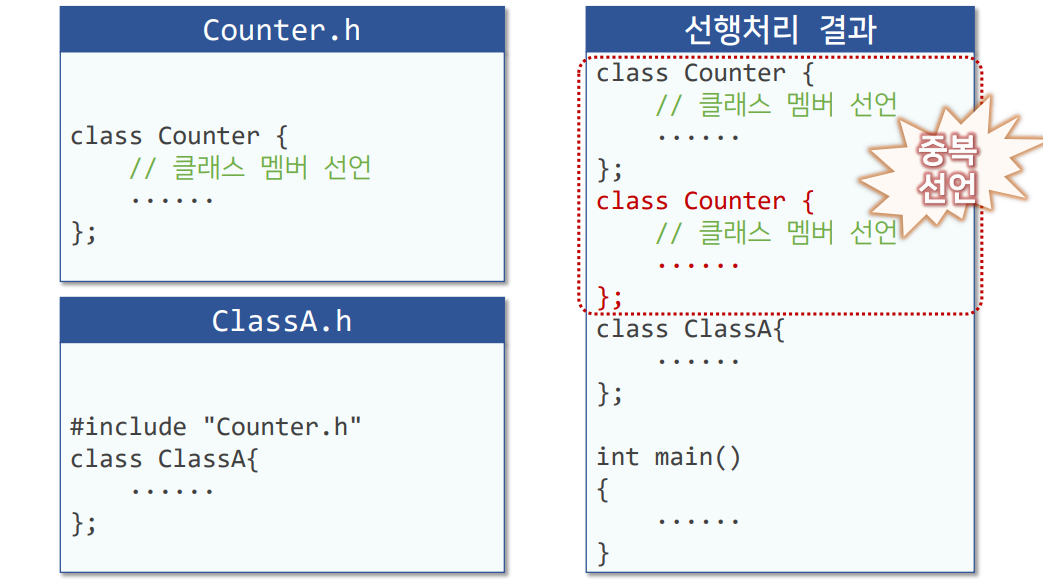 Counter.h
class Counter {
// 클래스 멤버 선언
......
};
ClassA.h
#include "Counter.h"
class ClassA{
......
};
선행처리 결과
class Counter {
// 클래스 멤버 선언
......
};
class Counter {
// 클래스 멤버 선언
......
};
class ClassA{
......
};
int main()
{
......
}
중복
선언